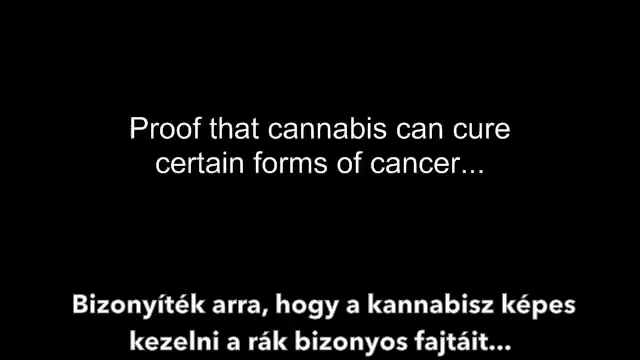 Proof that cannabis can cure
certain forms of cancer...
Bizonyíték arra, hogy a kannabisz képes
kezelni a rák bizonyos fajtáit...